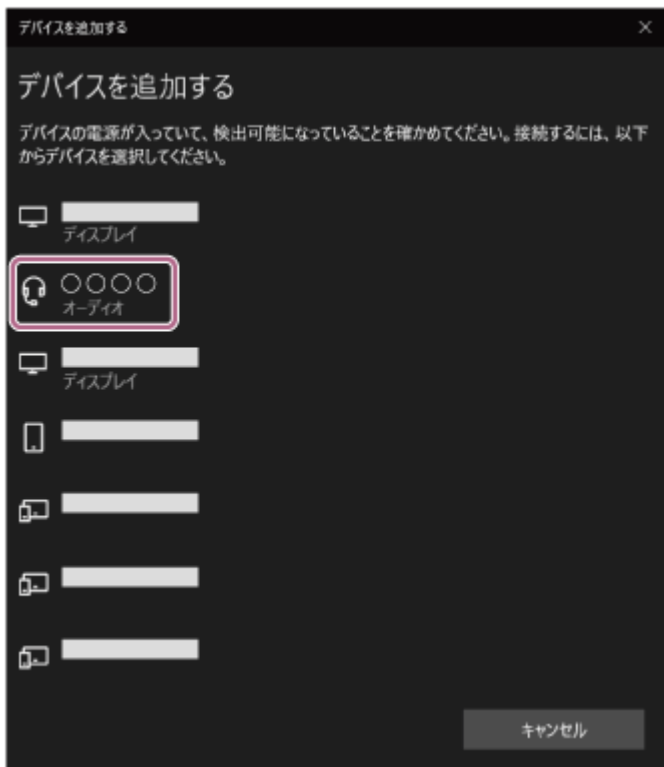 デバイスを追加する
デバイスを追加する
デバイスの電源が入っていて、検出可能になっていることを確かめてください。接続するには、以下
からデバイスを選択してください。
ディスプレイ
○○○○
オーディオ
ディスプレイ
キャンセル